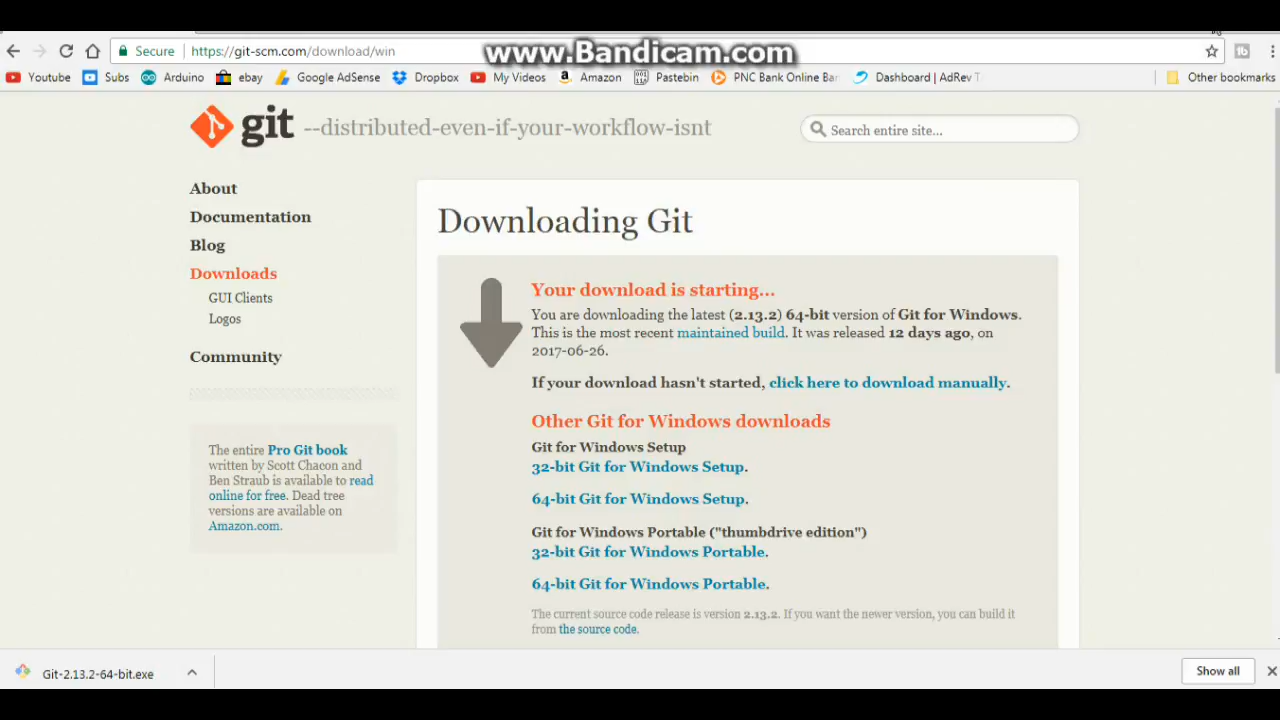 Secure https://git-scm.com/download/win
www.Bandicam.com
Youtube Subs Arduino ebay Google AdSense Dropbox My Videos Amazon Pastebin PNC Bank Online Ba Dashboard | AdRev Other bookmarks
git --distributed-even-if-your-workflow-isnt
Search entire site...
About
Documentation
Blog
Downloads
GUI Clients
Logos
Community
The entire Pro Git book
written by Scott Chacon and
Ben Straub is available to read
online for free. Dead tree
versions are available on
Amazon.com.
Downloading Git
Your download is starting...
You are downloading the latest (2.13.2) 64-bit version of Git for Windows.
This is the most recent maintained build. It was released 12 days ago, on
2017-06-26.
If your download hasn't started, click here to download manually.
Other Git for Windows downloads
Git for Windows Setup
32-bit Git for Windows Setup.
64-bit Git for Windows Setup.
Git for Windows Portable ("thumbdrive edition")
32-bit Git for Windows Portable.
64-bit Git for Windows Portable.
The current source code release is version 2.13.2. If you want the newer version, you can build it
from the source code.
Git-2.13.2-64-bit.exe
Show all